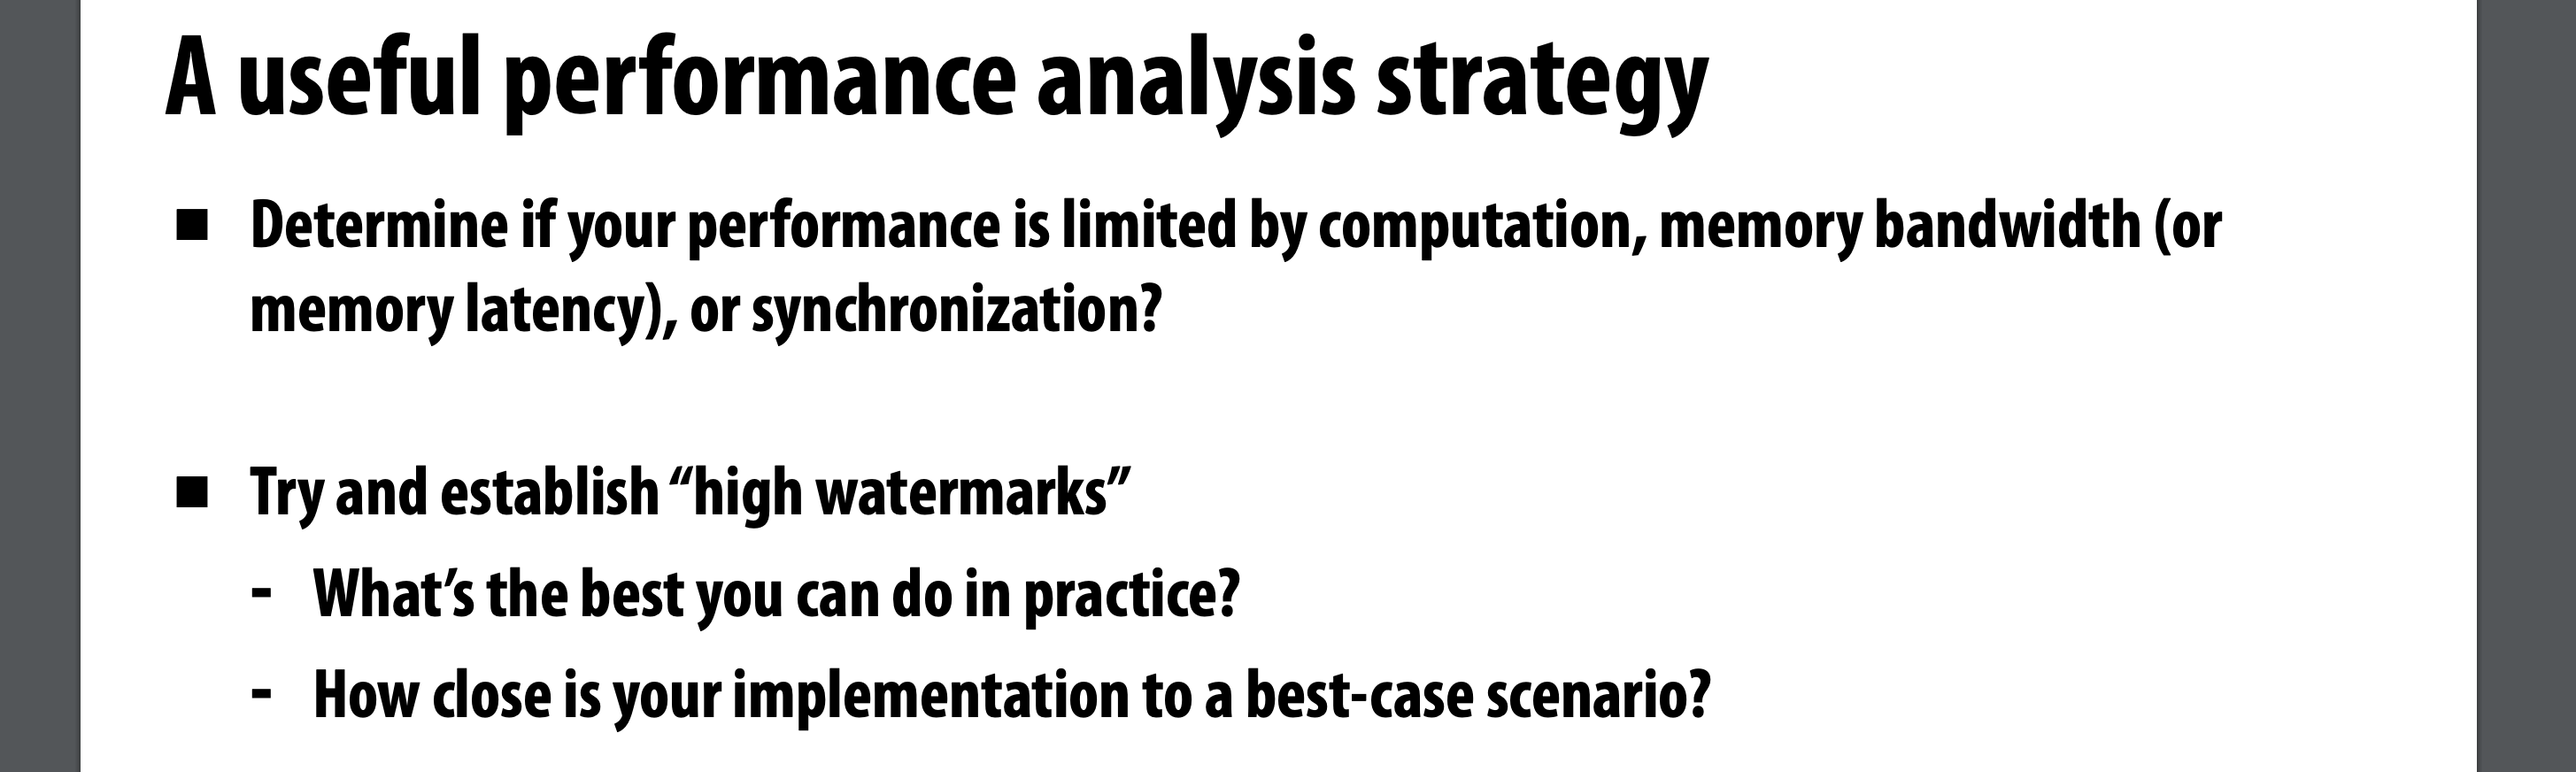 A useful performance analysis strategy
■ Determine if your performance is limited by computation, memory bandwidth (or
memory latency), or synchronization?
■ Try and establish “high watermarks”
- What’s the best you can do in practice?
- How close is your implementation to a best-case scenario?